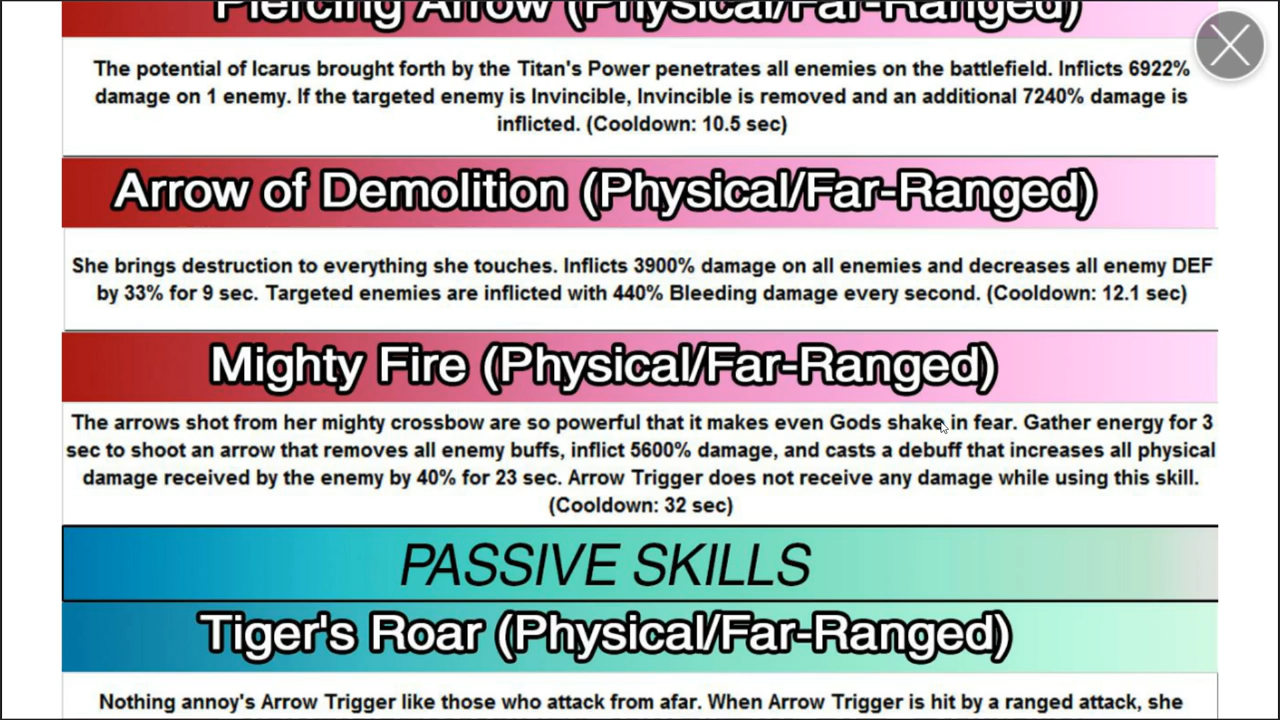 Piercing Arrow (Physical/Far-Ranged)
The potential of Icarus brought forth by the Titan's Power penetrates all enemies on the battlefield. Inflicts 6922%
damage on 1 enemy. If the targeted enemy is Invincible, Invincible is removed and an additional 7240% damage is
inflicted. (Cooldown: 10.5 sec)
Arrow of Demolition (Physical/Far-Ranged)
She brings destruction to everything she touches. Inflicts 3900% damage on all enemies and decreases all enemy DEF
by 33% for 9 sec. Targeted enemies are inflicted with 440% Bleeding damage every second. (Cooldown: 12.1 sec)
Mighty Fire (Physical/Far-Ranged)
The arrows shot from her mighty crossbow are so powerful that it makes even Gods shake in fear. Gather energy for 3
sec to shoot an arrow that removes all enemy buffs, inflict 5600% damage, and casts a debuff that increases all physical
damage received by the enemy by 40% for 23 sec. Arrow Trigger does not receive any damage while using this skill.
(Cooldown: 32 sec)
PASSIVE SKILLS
Tiger's Roar (Physical/Far-Ranged)
Nothing annoy's Arrow Trigger like those who attack from afar. When Arrow Trigger is hit by a ranged attack, she